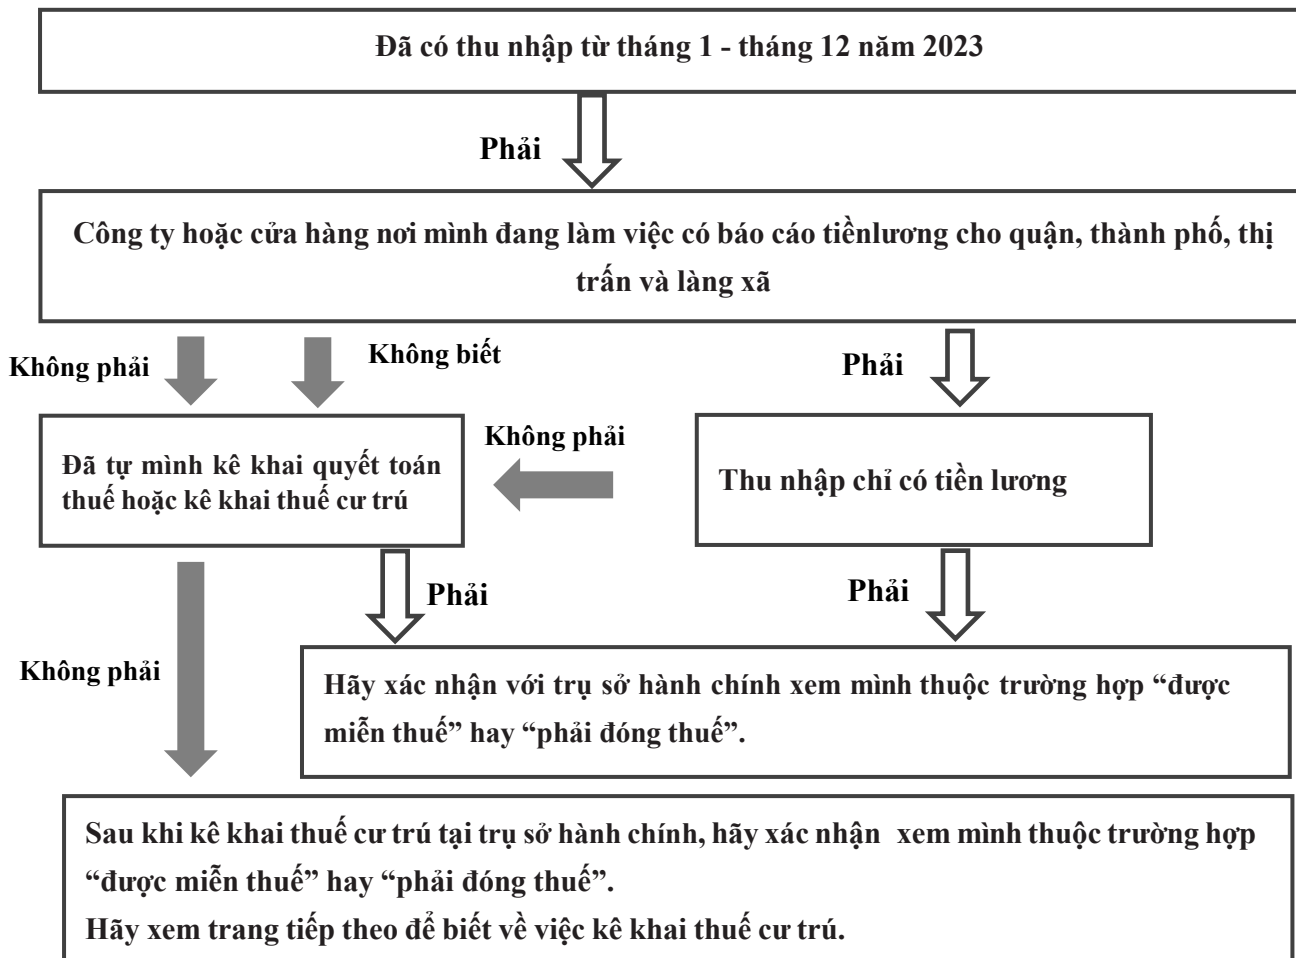 Đã có thu nhập từ tháng 1 - tháng 12 năm 2023
Phải
Công ty hoặc cửa hàng nơi mình đang làm việc có báo cáo tiềnlương cho quận, thành phố, thị
trấn và làng xã
Không phải
Không biết
Phải
Đã tự mình kê khai quyết toán
thuế hoặc kê khai thuế cư trú
Không phải
Thu nhập chỉ có tiền lương
Phải
Phải
Không phải
Hãy xác nhận với trụ sở hành chính xem mình thuộc trường hợp “được
miễn thuế” hay “phải đóng thuế”.
Sau khi kê khai thuế cư trú tại trụ sở hành chính, hãy xác nhận xem mình thuộc trường hợp
“được miễn thuế” hay “phải đóng thuế”.
Hãy xem trang tiếp theo để biết về việc kê khai thuế cư trú.